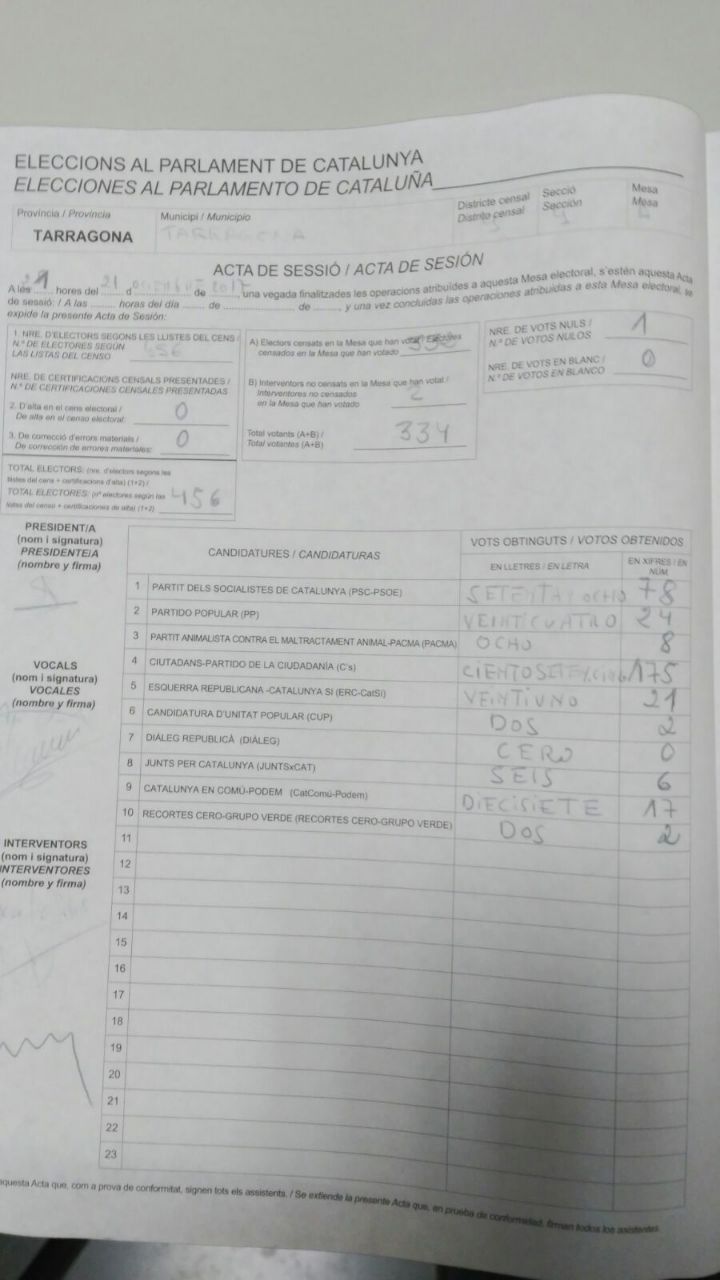 ELECCIONS AL PARLAMENT DE CATALUNYA
ELECCIONES AL PARLAMENTO DE CATALUÑA
Província / Provincia
TARRAGONA
Municipi / Municipio
TARRAGONA
Districte censal
Distrito censal
Secció
Sección
Mesa
Mesa
ACTA DE SESSIÓ / ACTA DE SESIÓN
A les 21 hores del 21 d DICIEMBRE de 2017, una vegada finalitzades les operacions atribuïdes a aquesta Mesa electoral, s'estén aquesta Acta
de sessió: / A las ........ horas del día ........ de ........ de ........, y una vez concluidas las operaciones atribuidas a esta Mesa electoral, se
expide la presente Acta de Sesión:
1. NRE. D'ELECTORS SEGONS LES LLISTES DEL CENS /
N.º DE ELECTORES SEGÚN
LAS LISTAS DEL CENSO 456
NRE. DE CERTIFICACIONS CENSALS PRESENTADES /
N.º DE CERTIFICACIONES CENSALES PRESENTADAS
2. D'alta en el cens electoral /
De alta en el censo electoral: 0
3. De correcció d'errors materials /
De corrección de errores materiales: 0
TOTAL ELECTORS: (nre. d'electors segons les
llistes del cens + certificacions d'alta) (1+2) /
TOTAL ELECTORES: (nº electores según las
listas del censo + certificaciones de alta) (1+2) 456
A) Electors censats en la Mesa que han votat / Electores
censados en la Mesa que han votado
B) Interventors no censats en la Mesa que han votat /
Interventores no censados
en la Mesa que han votado 2
Total votants (A+B) /
Total votantes (A+B) 334
NRE. DE VOTS NULS /
N.º DE VOTOS NULOS 1
NRE. DE VOTS EN BLANC /
N.º DE VOTOS EN BLANCO 0
PRESIDENT/A
(nom i signatura)
PRESIDENTE/A
(nombre y firma)
VOCALS
(nom i signatura)
VOCALES
(nombre y firma)
INTERVENTORS
(nom i signatura)
INTERVENTORES
(nombre y firma)
CANDIDATURES / CANDIDATURAS
VOTS OBTINGUTS / VOTOS OBTENIDOS
EN LLETRES / EN LETRA
EN XIFRES / EN NÚM.
1 PARTIT DELS SOCIALISTES DE CATALUNYA (PSC-PSOE) SETENTA Y OCHO 78
2 PARTIDO POPULAR (PP) VEINTICUATRO 24
3 PARTIT ANIMALISTA CONTRA EL MALTRACTAMENT ANIMAL-PACMA (PACMA) OCHO 8
4 CIUTADANS-PARTIDO DE LA CIUDADANÍA (C's) 175
5 ESQUERRA REPUBLICANA -CATALUNYA SÍ (ERC-CatSí) VEINTIUNO 21
6 CANDIDATURA D'UNITAT POPULAR (CUP) DOS 2
7 DIÀLEG REPUBLICÀ (DIÀLEG) CERO 0
8 JUNTS PER CATALUNYA (JUNTSxCAT) SEIS 6
9 CATALUNYA EN COMÚ-PODEM (CatComú-Podem) DIECISIETE 17
10 RECORTES CERO-GRUPO VERDE (RECORTES CERO-GRUPO VERDE) DOS 2
11
12
13
14
15
16
17
18
19
20
21
22
23
aquesta Acta que, com a prova de conformitat, signen tots els assistents. / Se extiende la presente Acta que, en prueba de conformidad, firman todos los asistentes.